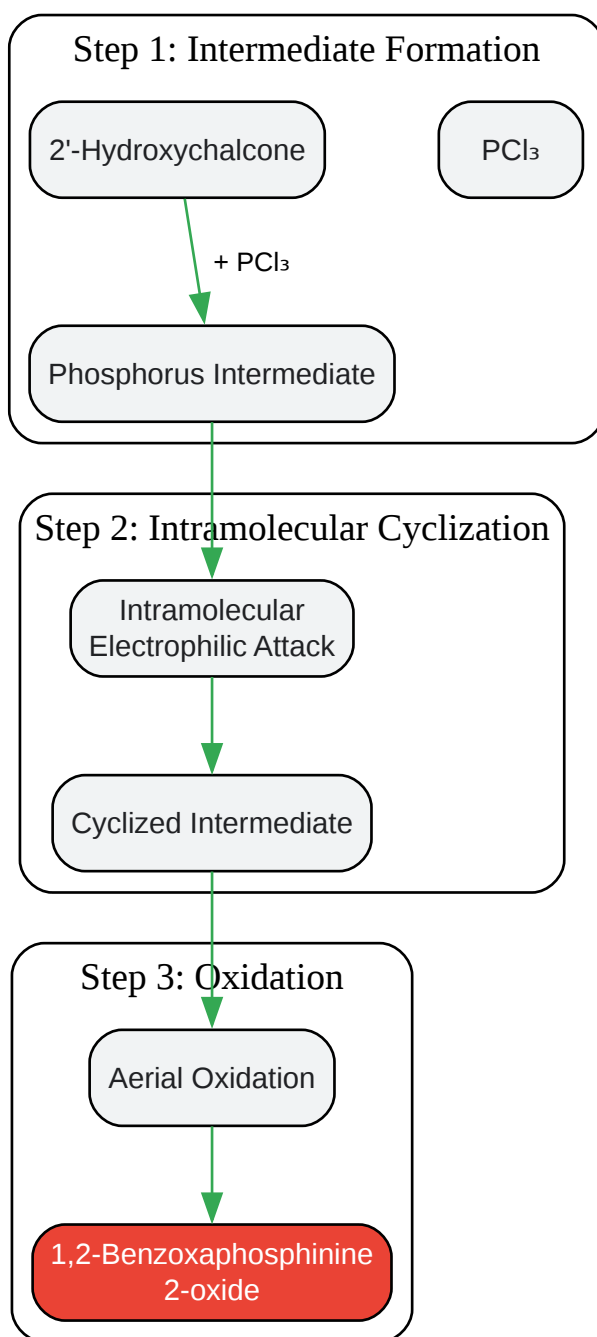 Step 1: Intermediate Formation
2'-Hydroxychalcone
PCl₃
+ PCl₃
Phosphorus Intermediate
Step 2: Intramolecular Cyclization
Intramolecular
Electrophilic Attack
Cyclized Intermediate
Step 3: Oxidation
Aerial Oxidation
1,2-Benzoxaphosphinine
2-oxide